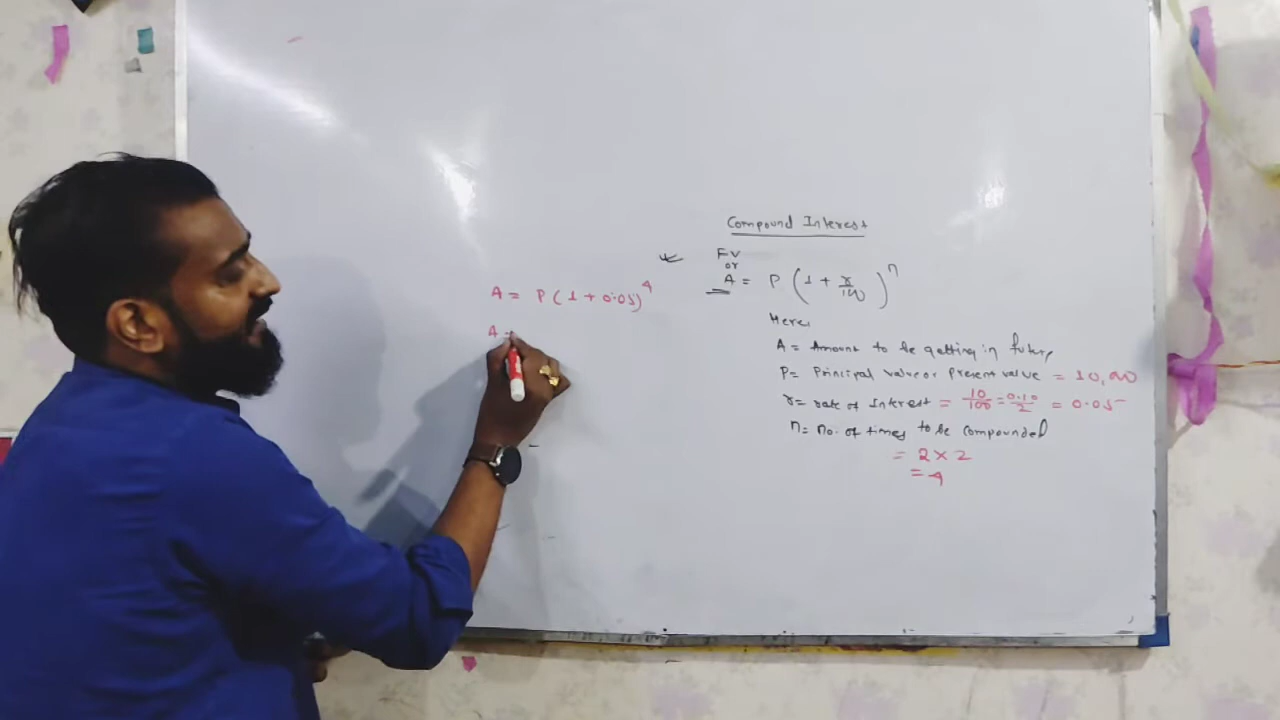 Compound Interest
FV
or
A = P (1 + r/100)^n
Here,
A = Amount to be getting in future
P = Principal value or Present value = 10,000
r = rate of Interest = 10/100 = 0.10/2 = 0.05
n = no. of times to be compounded
= 2 × 2
= 4
A = P (1 + 0.05)^4
A =